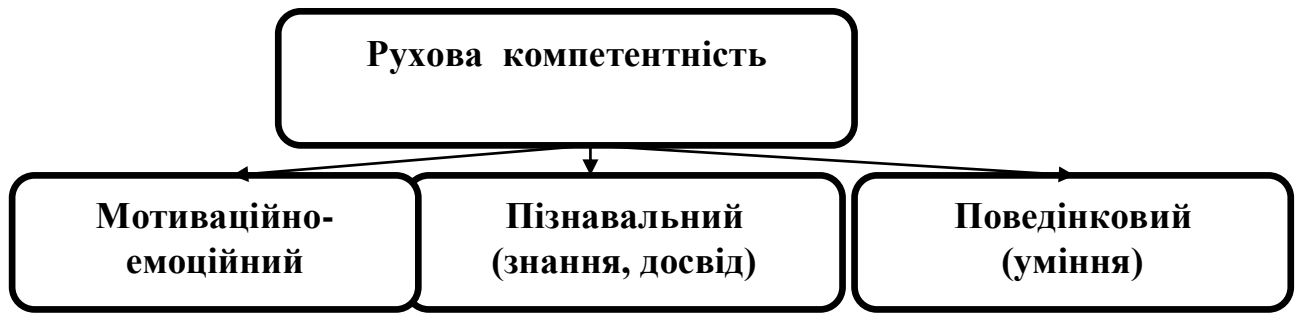 Рухова компетентність
Мотиваційно-
емоційний
Пізнавальний
(знання, досвід)
Поведінковий
(уміння)